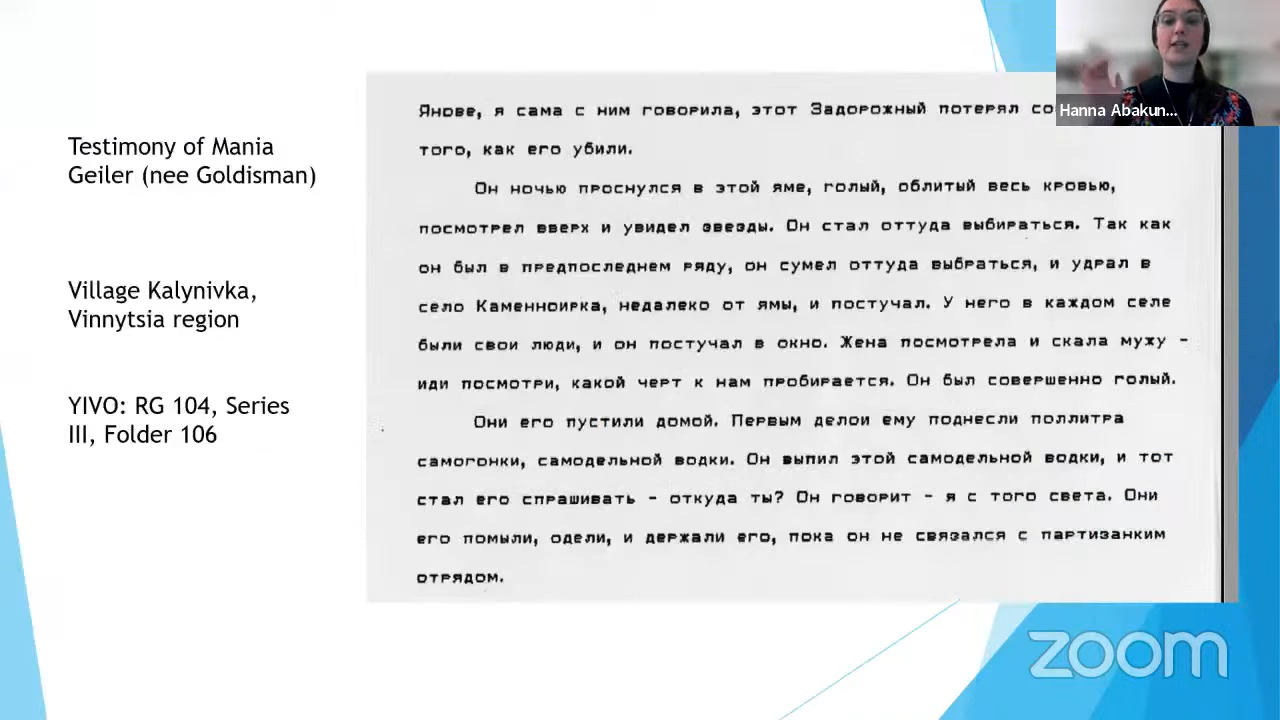 Testimony of Mania
Geiler (nee Goldisman)
Village Kalynivka,
Vinnytsia region
YIVO: RG 104, Series
III, Folder 106
Янове, я сама с ним говорила, этот Задорожный потерял со
того, как его убили.
Он ночью проснулся в этой яме, голый, облитый весь кровью,
посмотрел вверх и увидел звезды. Он стал оттуда выбираться. Так как
он был в предпоследнем ряду, он сумел оттуда выбраться, и удрал в
село Каменноирка, недалеко от ямы, и постучал. У него в каждом селе
были свои люди, и он постучал в окно. Жена посмотрела и скала мужу -
иди посмотри, какой черт к нам пробирается. Он был совершенно голый.
Они его пустили домой. Первым делои ему поднесли поллитра
самогонки, самодельной водки. Он выпил этой самодельной водки, и тот
стал его спрашивать - откуда ты? Он говорит - я с того света. Они
его помыли, одели, и держали его, пока он не связался с партизанким
отрядом.
Hanna Abakun...
zoom